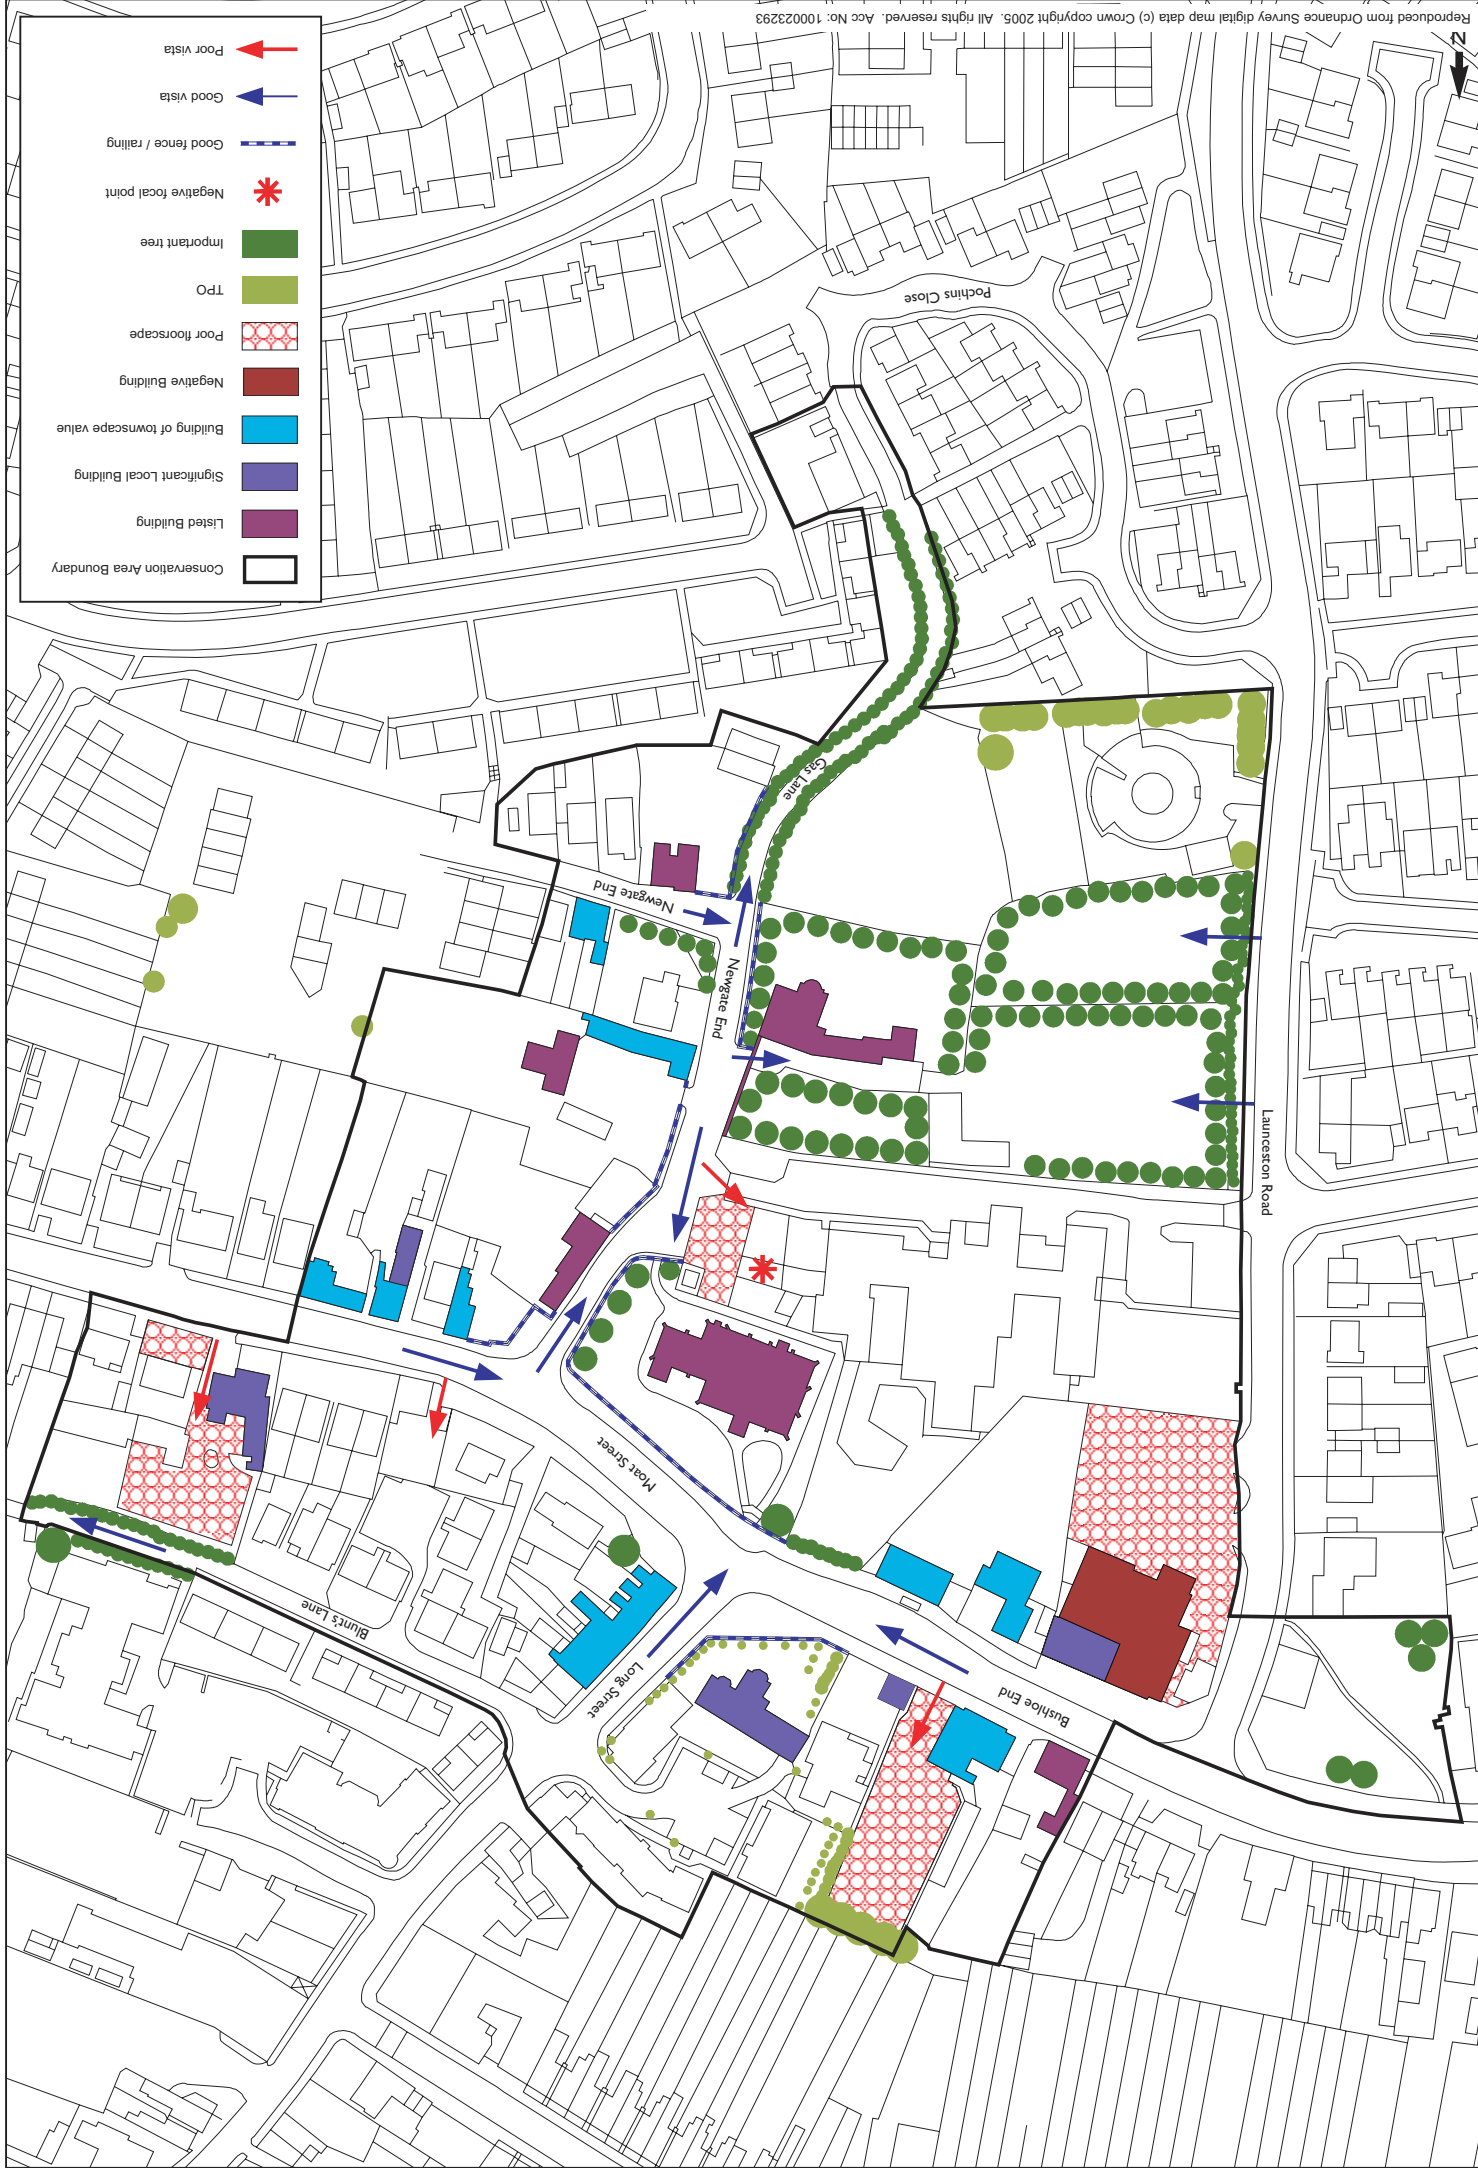 Reproduced from Ordnance Survey digital map data (c) Crown copyright 2005. All rights reserved. Acc No: 100023293
N
Bushloe End
Long Street
Blunt's Lane
Moat Street
Launceston Road
Newgate End
Newgate End
Gas Lane
Pochins Close
Conservation Area Boundary
Listed Building
Significant Local Building
Building of townscape value
Negative Building
Poor floorscape
TPO
Important tree
Negative focal point
Good fence / railing
Good vista
Poor vista